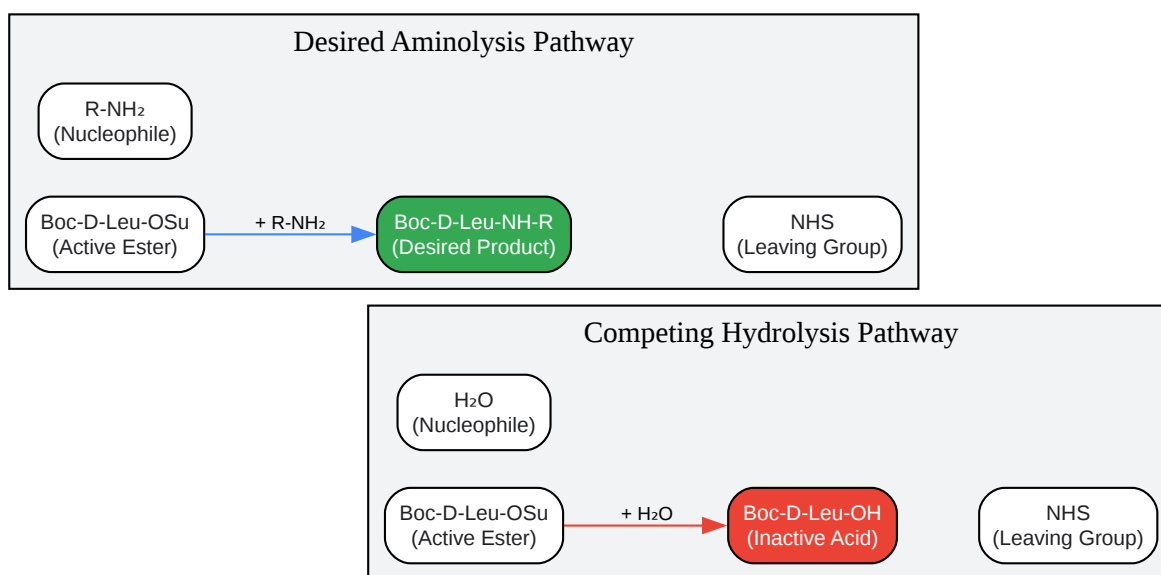 Desired Aminolysis Pathway
R-NH₂
(Nucleophile)
Boc-D-Leu-OSu
(Active Ester)
+ R-NH₂
Boc-D-Leu-NH-R
(Desired Product)
NHS
(Leaving Group)
Competing Hydrolysis Pathway
H₂O
(Nucleophile)
Boc-D-Leu-OSu
(Active Ester)
+ H₂O
Boc-D-Leu-OH
(Inactive Acid)
NHS
(Leaving Group)